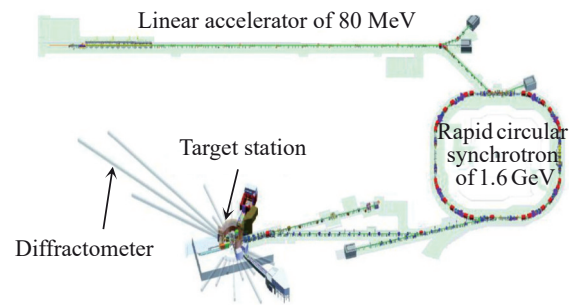 Linear accelerator of 80 MeV
Rapid circular
synchrotron
of 1.6 GeV
Target station
Diffractometer